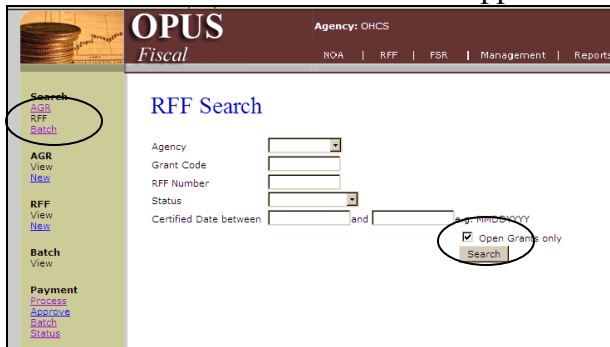 OPUS
Fiscal
Agency: OHCS
NOA | RFF | FSR | Management | Reports
Search
AGR
RFF
Batch
AGR
View
New
RFF
View
New
Batch
View
Payment
Process
Approve
Batch
Status
RFF Search
Agency
Grant Code
RFF Number
Status
Certified Date between and e.g. MMDDYYYY
Open Grants only
Search